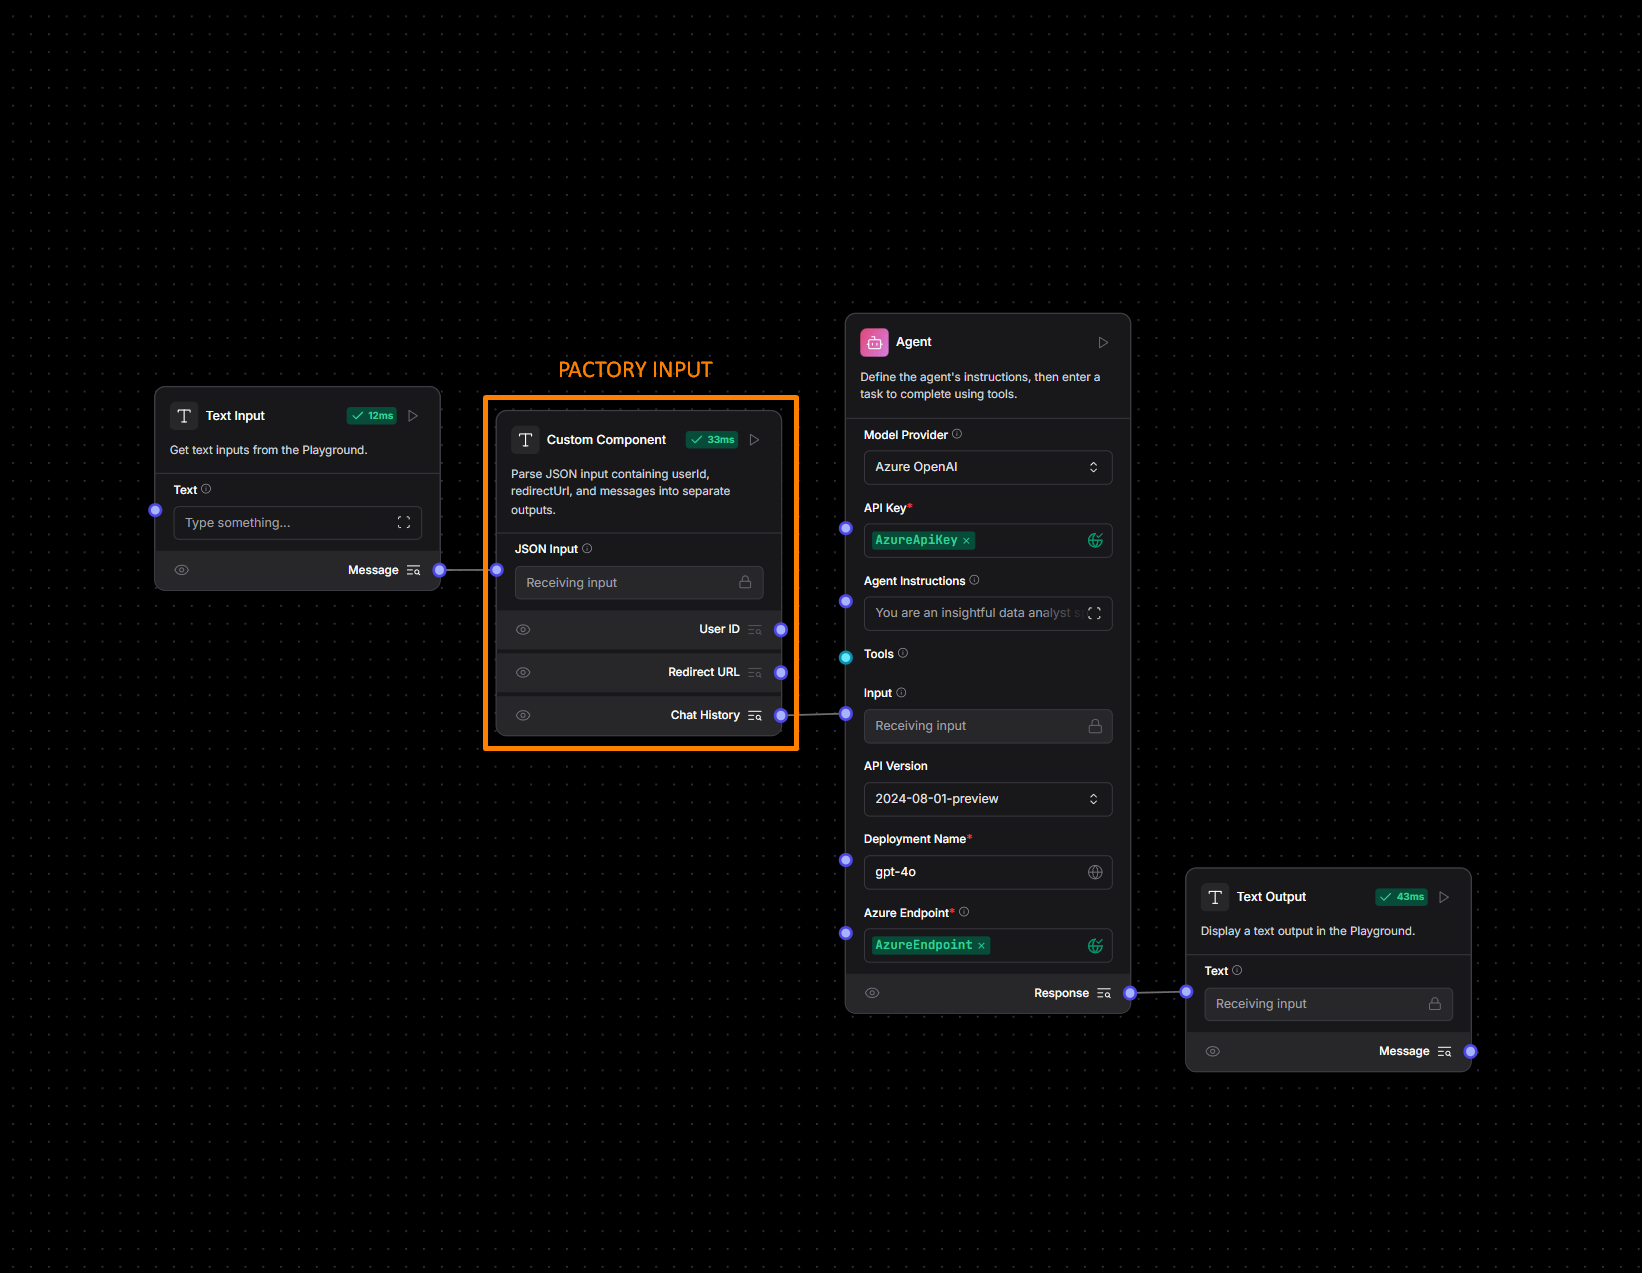 PACTORY INPUT
Text Input
12ms
Get text inputs from the Playground.
Text
Type something...
Message
Custom Component
33ms
Parse JSON input containing userId,
redirectUrl, and messages into separate
outputs.
JSON Input
Receiving input
User ID
Redirect URL
Chat History
Agent
Define the agent's instructions, then enter a
task to complete using tools.
Model Provider
Azure OpenAI
API Key*
AzureApiKey ×
Agent Instructions
You are an insightful data analyst
Tools
Input
Receiving input
API Version
2024-08-01-preview
Deployment Name*
gpt-4o
Azure Endpoint*
AzureEndpoint ×
Response
Text Output
43ms
Display a text output in the Playground.
Text
Receiving input
Message